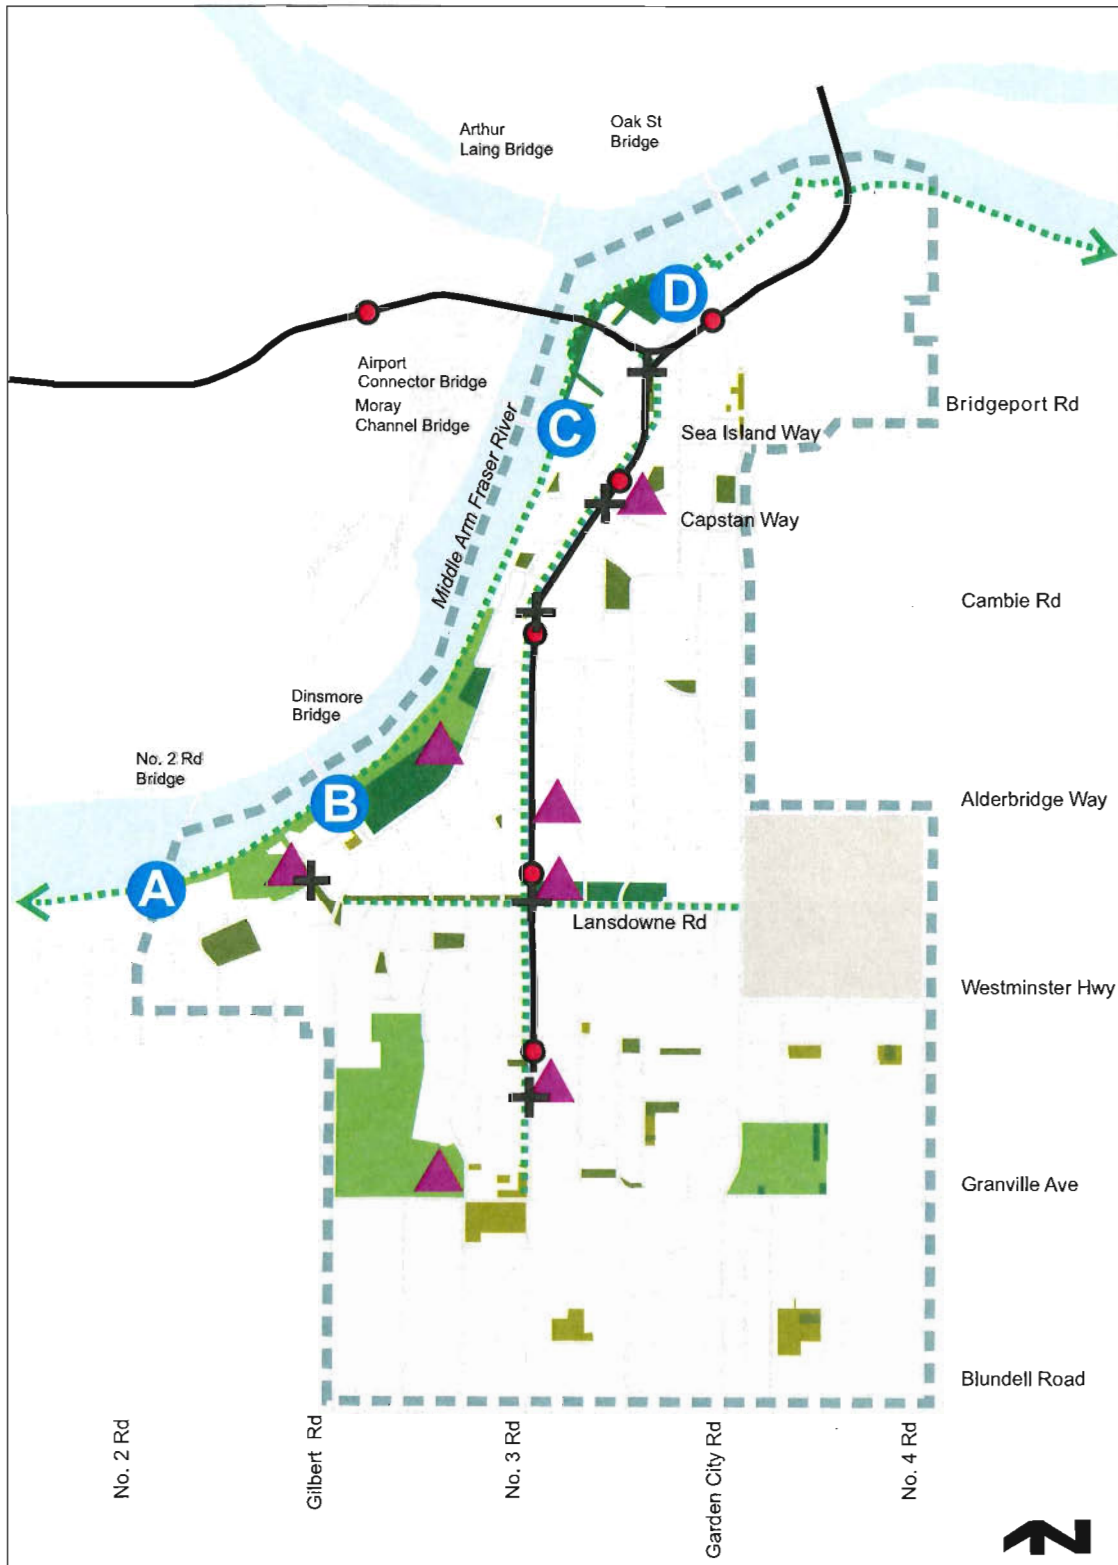 Arthur
Laing Bridge
Oak St
Bridge
D
Airport
Connector Bridge
Moray
Channel Bridge
C
Bridgeport Rd
Sea Island Way
Middle Arm Fraser River
Capstan Way
Cambie Rd
Dinsmore
Bridge
No. 2 Rd
Bridge
B
Alderbridge Way
A
Lansdowne Rd
Westminster Hwy
Granville Ave
Blundell Road
No. 2 Rd
Gilbert Rd
No. 3 Rd
Garden City Rd
No. 4 Rd
N